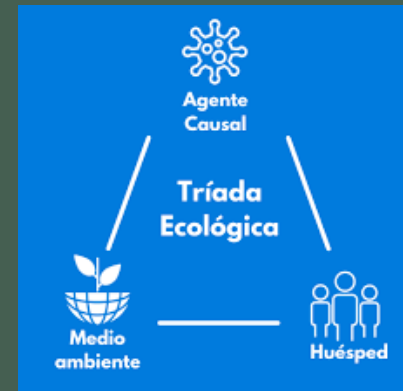 Agente
Causal
Tríada
Ecológica
Medio
ambiente
Huésped